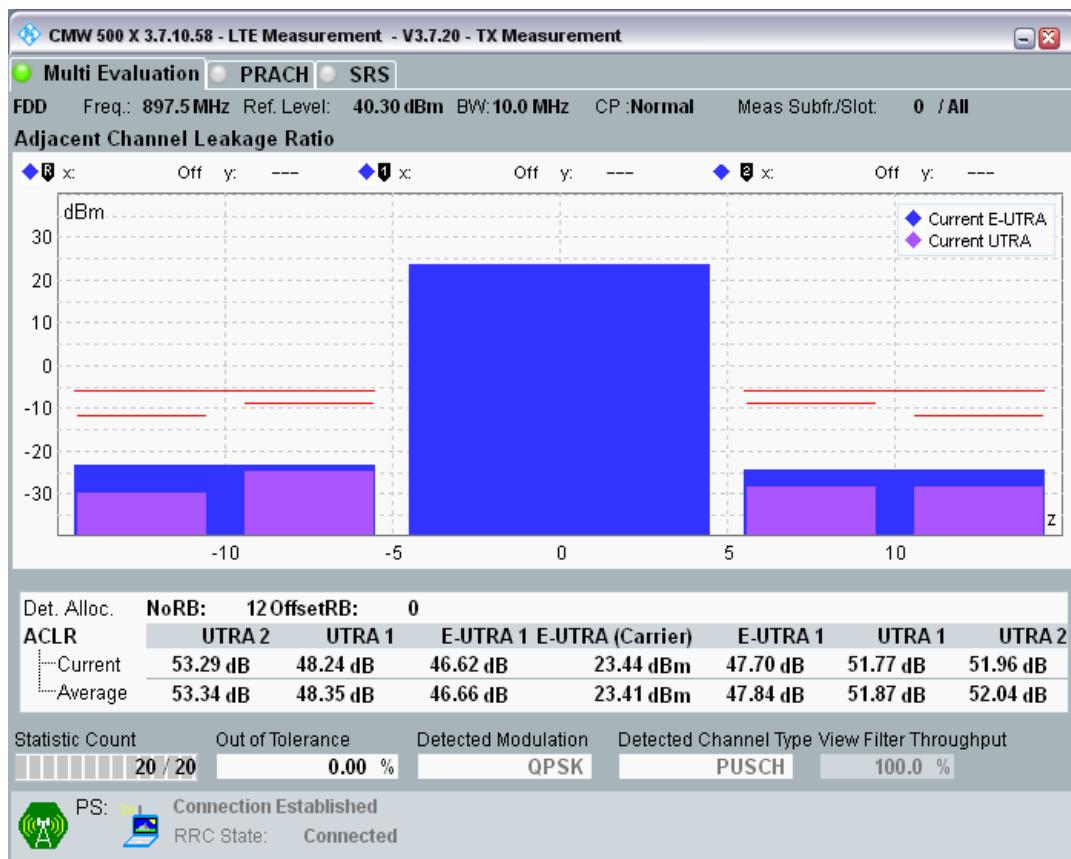 CMW 500 X 3.7.10.58 - LTE Measurement - V3.7.20 - TX Measurement
Multi Evaluation PRACH SRS
FDD Freq.: 897.5 MHz Ref. Level: 40.30 dBm BW: 10.0 MHz CP :Normal Meas Subfr./Slot: 0 / All
Adjacent Channel Leakage Ratio
R x: Off y: --- 1 x: Off y: --- 2 x: Off y: ---
dBm
Current E-UTRA
Current UTRA
30
20
10
0
-10
-20
-30
z
-10 -5 0 5 10
Det. Alloc. NoRB: 12 OffsetRB: 0
ACLR UTRA 2 UTRA 1 E-UTRA 1 E-UTRA (Carrier) E-UTRA 1 UTRA 1 UTRA 2
Current 53.29 dB 48.24 dB 46.62 dB 23.44 dBm 47.70 dB 51.77 dB 51.96 dB
Average 53.34 dB 48.35 dB 46.66 dB 23.41 dBm 47.84 dB 51.87 dB 52.04 dB
Statistic Count Out of Tolerance Detected Modulation Detected Channel Type View Filter Throughput
20 / 20 0.00 % QPSK PUSCH 100.0 %
PS: Connection Established
RRC State: Connected